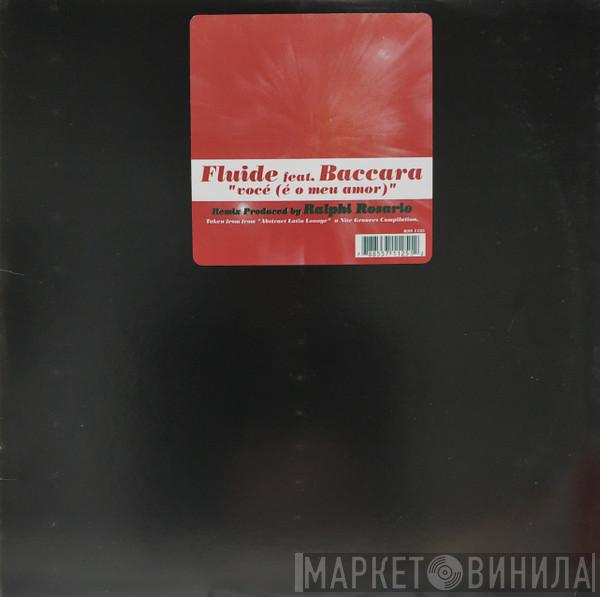 Fluide feat. Baccara
"vocé (é o meu amor)"
Remix Produced by Ralphi Rosario
Taken from from "Abstract Latin Lounge" a Nite Grooves Compilation.
МАРКЕТ ВИНИЛА